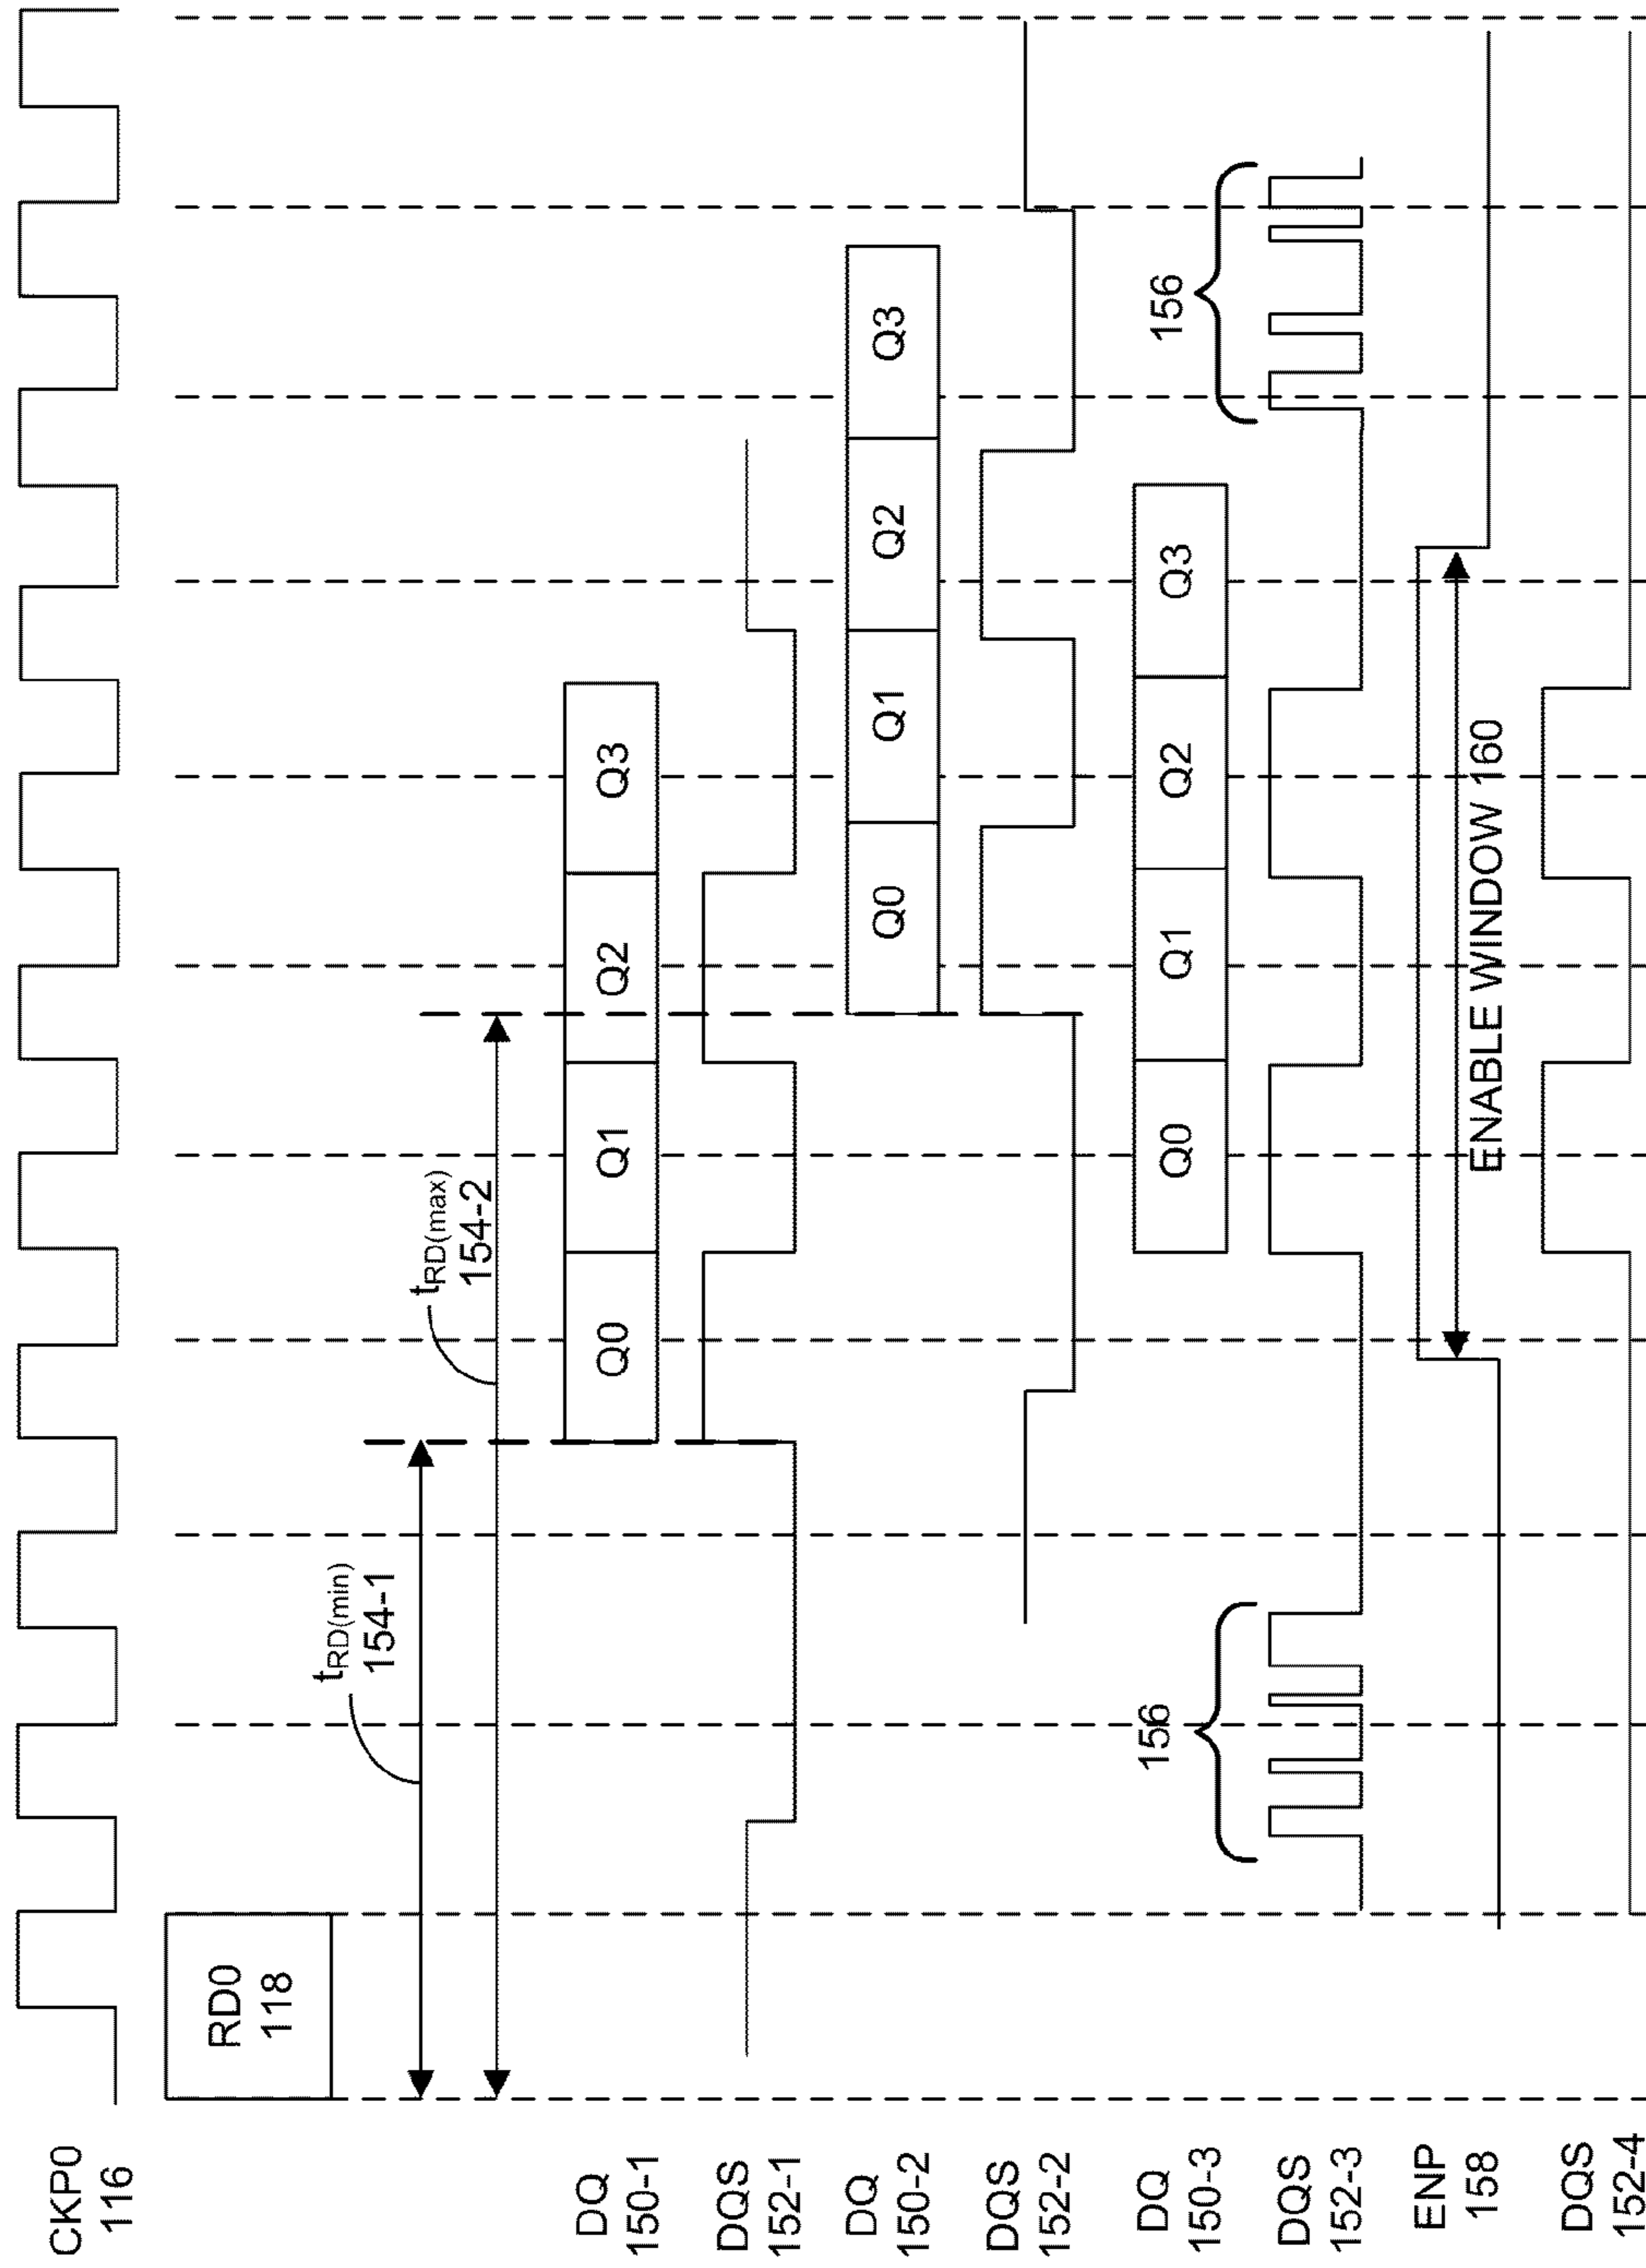 CKP0
116
RD0
118
tRD(min)
154-1
tRD(max)
154-2
DQ
150-1
Q0
Q1
Q2
Q3
DQS
152-1
DQ
150-2
Q0
Q1
Q2
Q3
DQS
152-2
DQ
150-3
Q0
Q1
Q2
Q3
156
156
DQS
152-3
ENP
158
ENABLE WINDOW 160
DQS
152-4